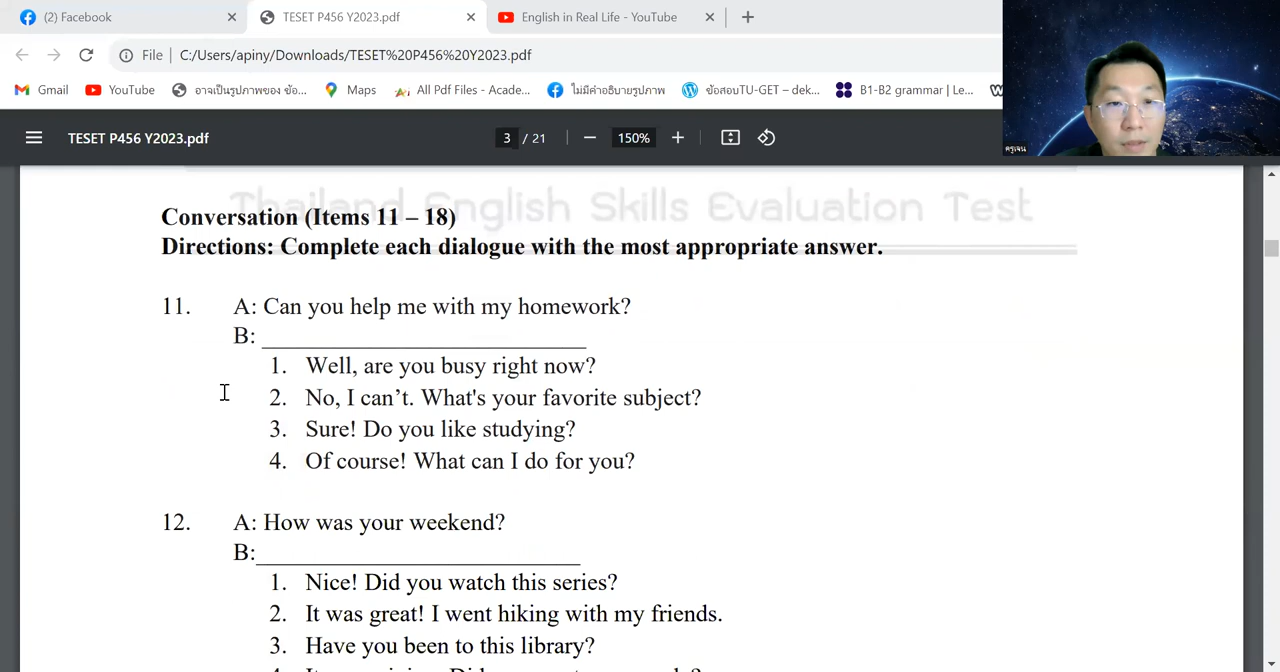 (2) Facebook
TESET P456 Y2023.pdf
English in Real Life - YouTube
File
C:/Users/apiny/Downloads/TESET%20P456%20Y2023.pdf
Gmail
YouTube
อาจเป็นรูปภาพของ ข้อ...
Maps
All Pdf Files - Acade...
ไม่มีคำอธิบายรูปภาพ
ข้อสอบTU-GET – dek...
B1-B2 grammar | Le...
ครูเจน
TESET P456 Y2023.pdf
3 / 21
150%
Thailand English Skills Evaluation Test
Conversation (Items 11 – 18)
Directions: Complete each dialogue with the most appropriate answer.
11. A: Can you help me with my homework?
B: ___________________________
1. Well, are you busy right now?
2. No, I can’t. What's your favorite subject?
3. Sure! Do you like studying?
4. Of course! What can I do for you?
12. A: How was your weekend?
B:___________________________
1. Nice! Did you watch this series?
2. It was great! I went hiking with my friends.
3. Have you been to this library?